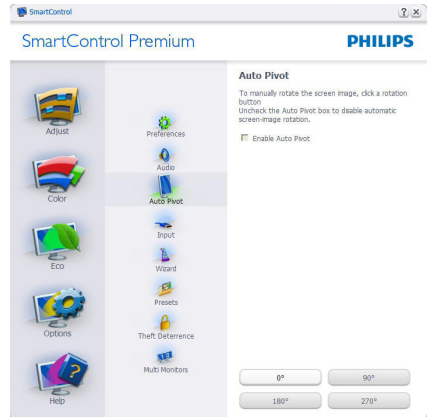 SmartControl
SmartControl Premium
PHILIPS
Adjust
Color
Eco
Options
Help
Preferences
Audio
Auto Pivot
Input
Wizard
Presets
Theft Deterrence
Multi Monitors
Auto Pivot
To manually rotate the screen image, click a rotation
button
Uncheck the Auto Pivot box to disable automatic
screen-image rotation.
Enable Auto Pivot
0°
90°
180°
270°